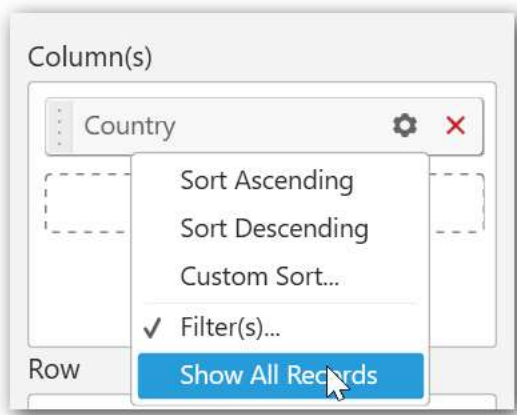 Column(s)
Country
Sort Ascending
Sort Descending
Custom Sort...
Filter(s)...
Row
Show All Records